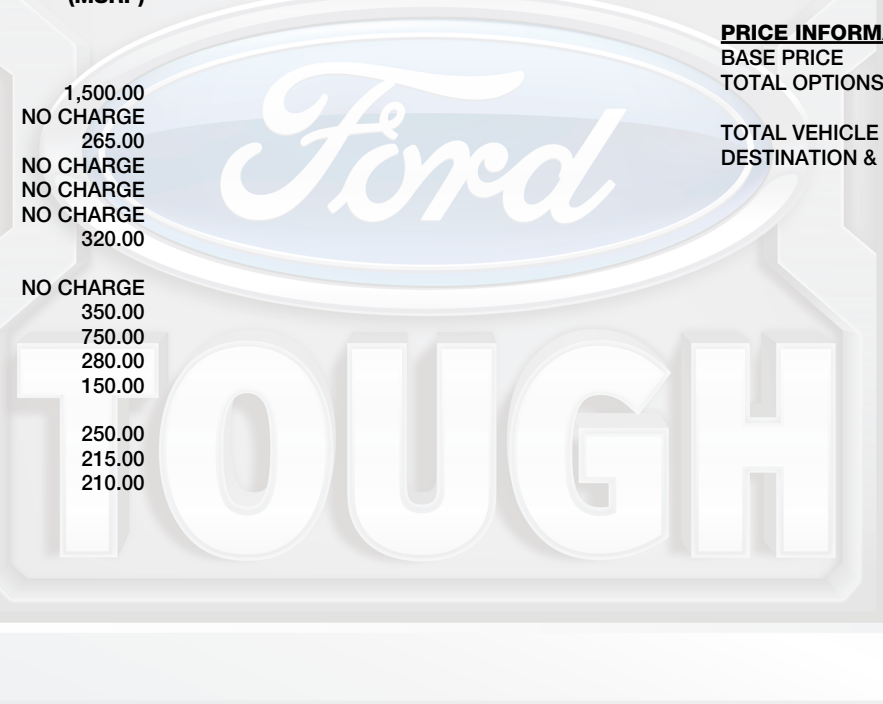 (MSRP)
1,500.00
NO CHARGE
265.00
NO CHARGE
NO CHARGE
NO CHARGE
320.00
NO CHARGE
350.00
750.00
280.00
150.00
250.00
215.00
210.00
PRICE INFORMA
BASE PRICE
TOTAL OPTIONS
TOTAL VEHICLE
DESTINATION &
Ford
TOUGH